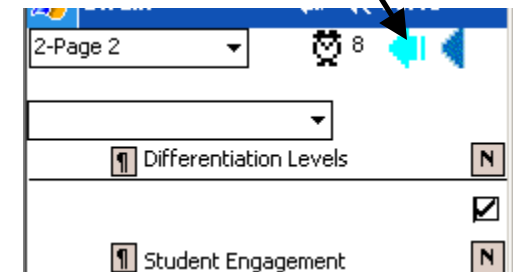 2-Page 2 8
¶ Differentiation Levels N
¶ Student Engagement N